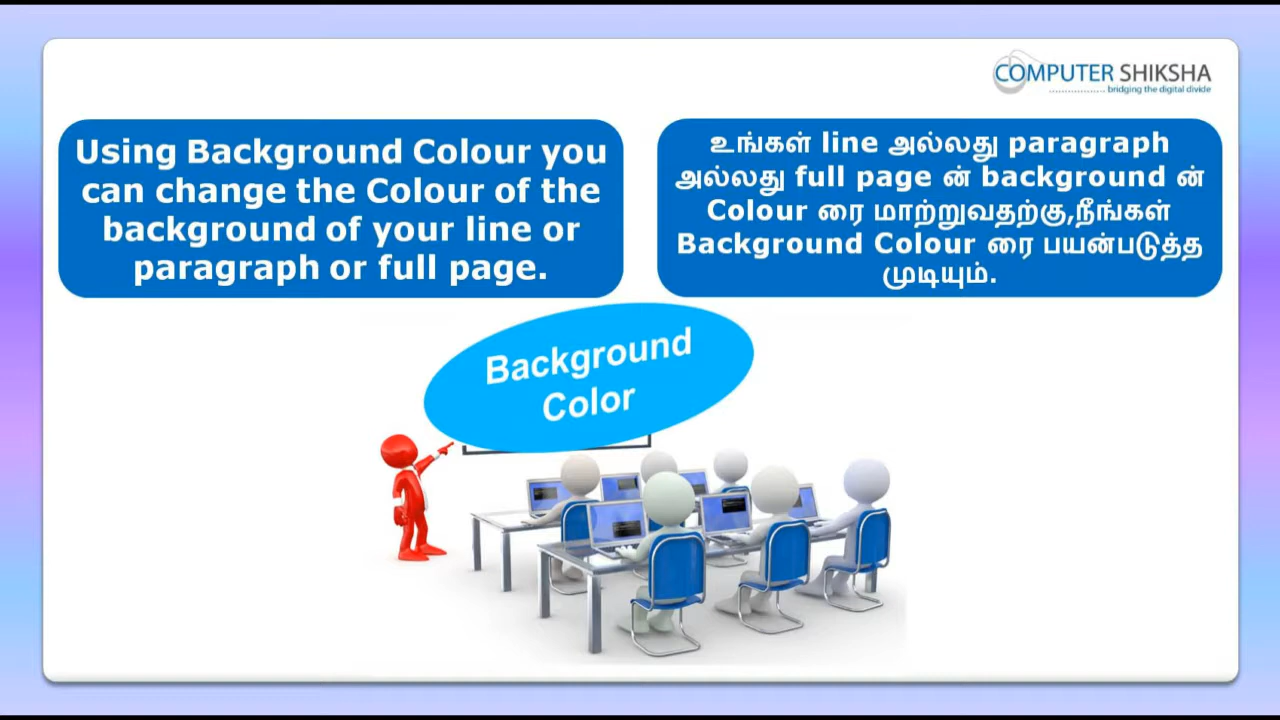 COMPUTER SHIKSHA
bridging the digital divide
Using Background Colour you
can change the Colour of the
background of your line or
paragraph or full page.
உங்கள் line அல்லது paragraph
அல்லது full page ன் background ன்
Colour ரை மாற்றுவதற்கு,நீங்கள்
Background Colour ரை பயன்படுத்த
முடியும்.
Background
Color